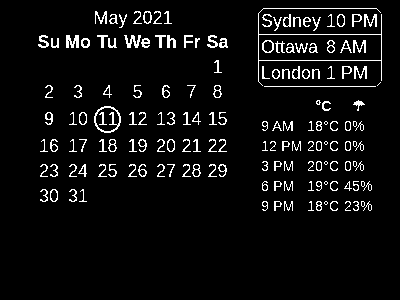 May 2021
Su Mo Tu We Th Fr Sa
1
2 3 4 5 6 7 8
9 10 11 12 13 14 15
16 17 18 19 20 21 22
23 24 25 26 27 28 29
30 31
Sydney 10 PM
Ottawa 8 AM
London 1 PM
°C ☂
9 AM 18°C 0%
12 PM 20°C 0%
3 PM 20°C 0%
6 PM 19°C 45%
9 PM 18°C 23%